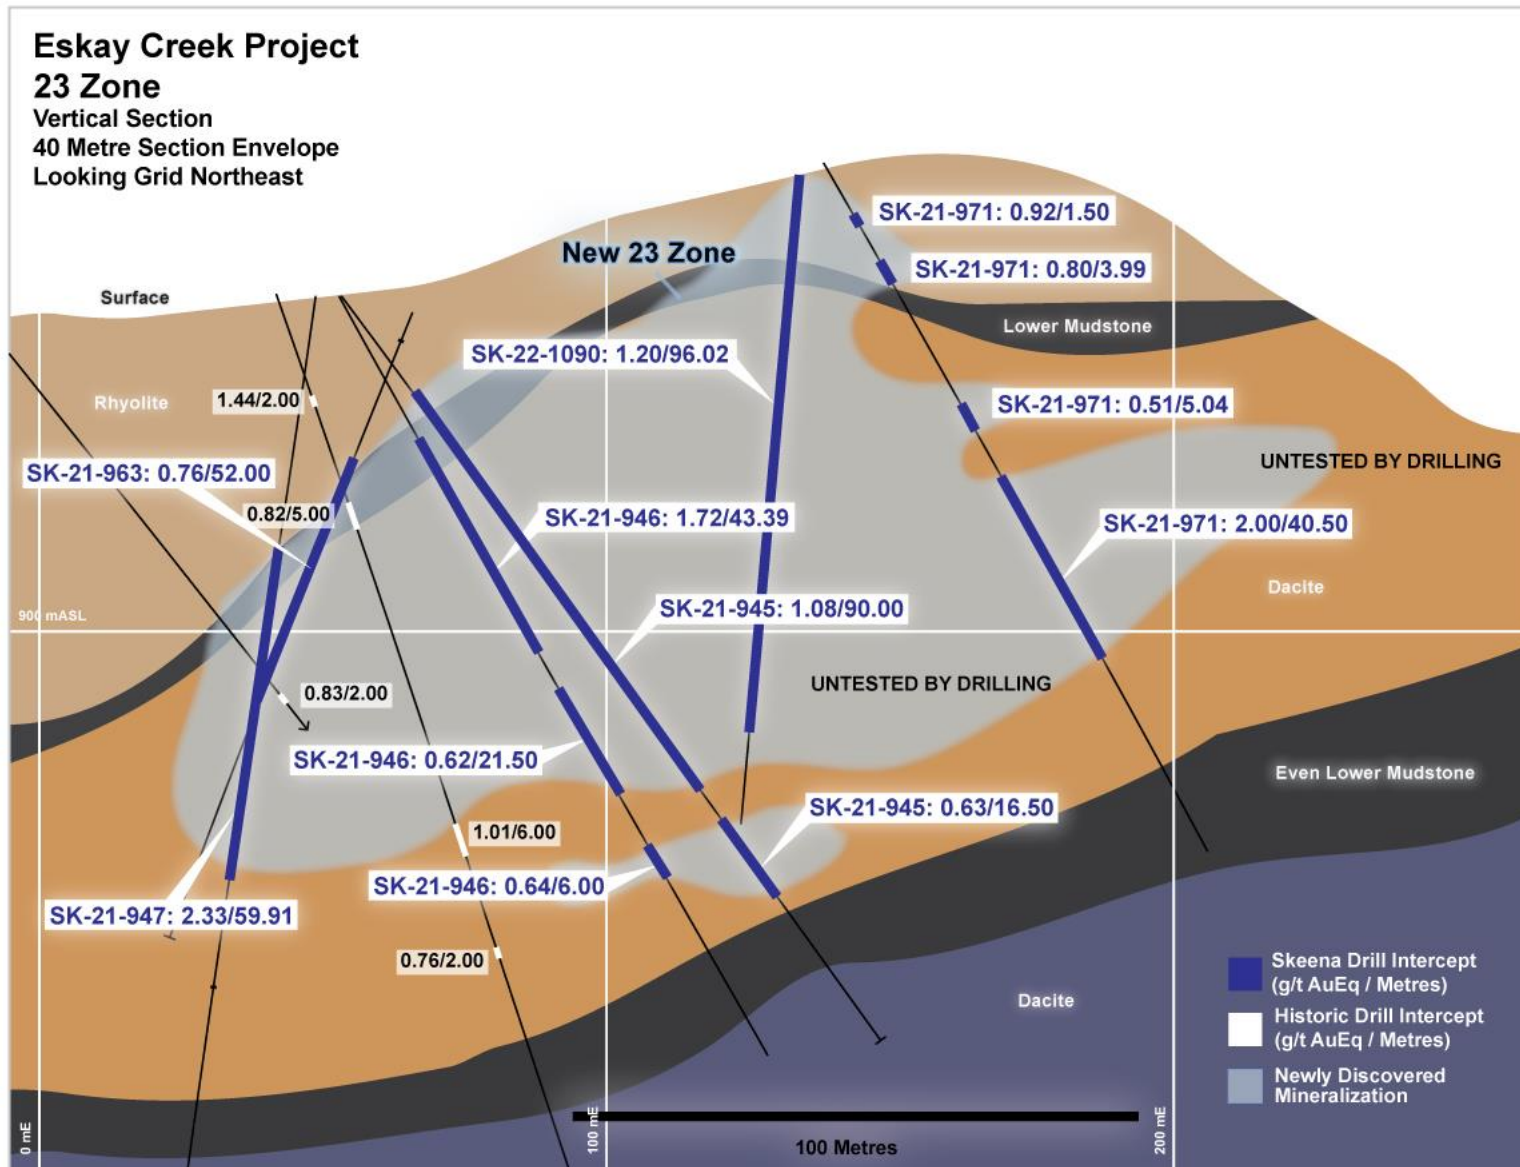 Eskay Creek Project
23 Zone
Vertical Section
40 Metre Section Envelope
Looking Grid Northeast
SK-21-971: 0.92/1.50
New 23 Zone
SK-21-971: 0.80/3.99
Surface
Lower Mudstone
SK-22-1090: 1.20/96.02
Rhyolite
1.44/2.00
SK-21-971: 0.51/5.04
UNTESTED BY DRILLING
SK-21-963: 0.76/52.00
0.82/5.00
SK-21-946: 1.72/43.39
SK-21-971: 2.00/40.50
Dacite
900 mASL
SK-21-945: 1.08/90.00
0.83/2.00
UNTESTED BY DRILLING
SK-21-946: 0.62/21.50
Even Lower Mudstone
SK-21-945: 0.63/16.50
1.01/6.00
SK-21-946: 0.64/6.00
SK-21-947: 2.33/59.91
0.76/2.00
Dacite
Skeena Drill Intercept
(g/t AuEq / Metres)
Historic Drill Intercept
(g/t AuEq / Metres)
Newly Discovered
Mineralization
0 mE
100 mE
200 mE
100 Metres